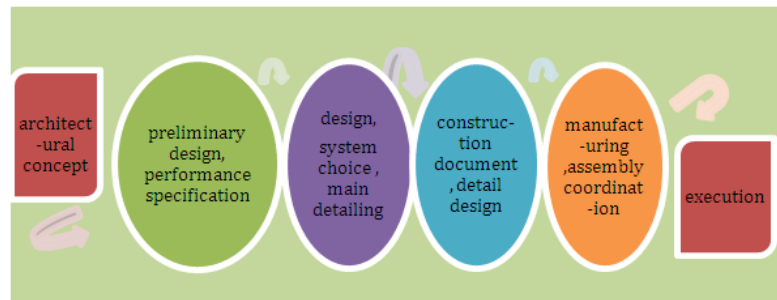 architect
-ural
concept
preliminary
design,
performance
specification
design,
system
choice ,
main
detailing
construc-
tion
document
, detail
design
manufact
-uring
,assembly
coordinat
-ion
execution